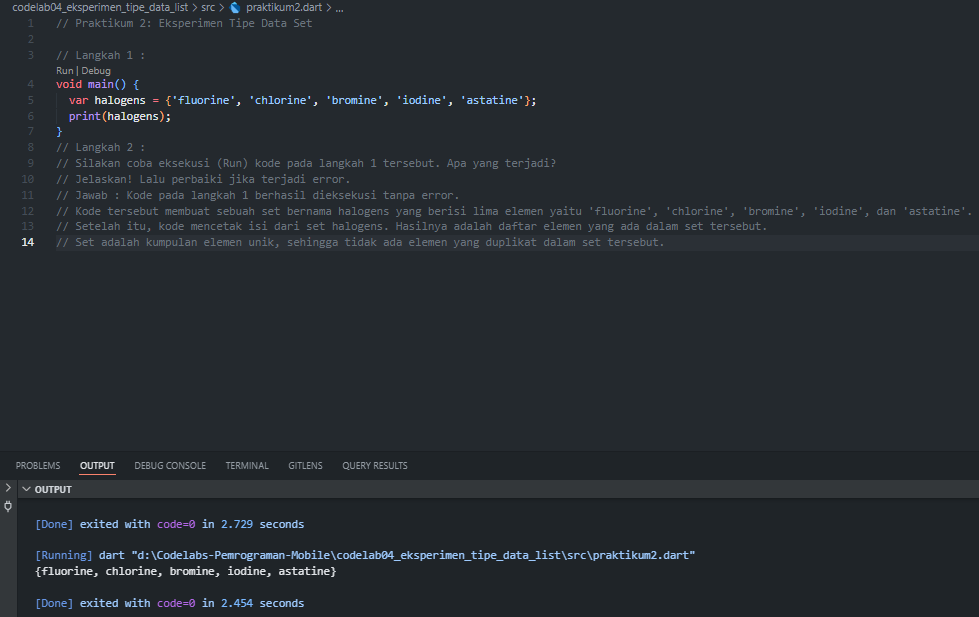 codelab04_eksperimen_tipe_data_list > src > praktikum2.dart > ...
1 // Praktikum 2: Eksperimen Tipe Data Set
2
3 // Langkah 1 :
Run | Debug
4 void main() {
5 var halogens = {'fluorine', 'chlorine', 'bromine', 'iodine', 'astatine'};
6 print(halogens);
7 }
8 // Langkah 2 :
9 // Silakan coba eksekusi (Run) kode pada langkah 1 tersebut. Apa yang terjadi?
10 // Jelaskan! Lalu perbaiki jika terjadi error.
11 // Jawab : Kode pada langkah 1 berhasil dieksekusi tanpa error.
12 // Kode tersebut membuat sebuah set bernama halogens yang berisi lima elemen yaitu 'fluorine', 'chlorine', 'bromine', 'iodine', dan 'astatine'.
13 // Setelah itu, kode mencetak isi dari set halogens. Hasilnya adalah daftar elemen yang ada dalam set tersebut.
14 // Set adalah kumpulan elemen unik, sehingga tidak ada elemen yang duplikat dalam set tersebut.
PROBLEMS OUTPUT DEBUG CONSOLE TERMINAL GITLENS QUERY RESULTS
OUTPUT
[Done] exited with code=0 in 2.729 seconds
[Running] dart "d:\Codelabs-Pemrograman-Mobile\codelab04_eksperimen_tipe_data_list\src\praktikum2.dart"
{fluorine, chlorine, bromine, iodine, astatine}
[Done] exited with code=0 in 2.454 seconds